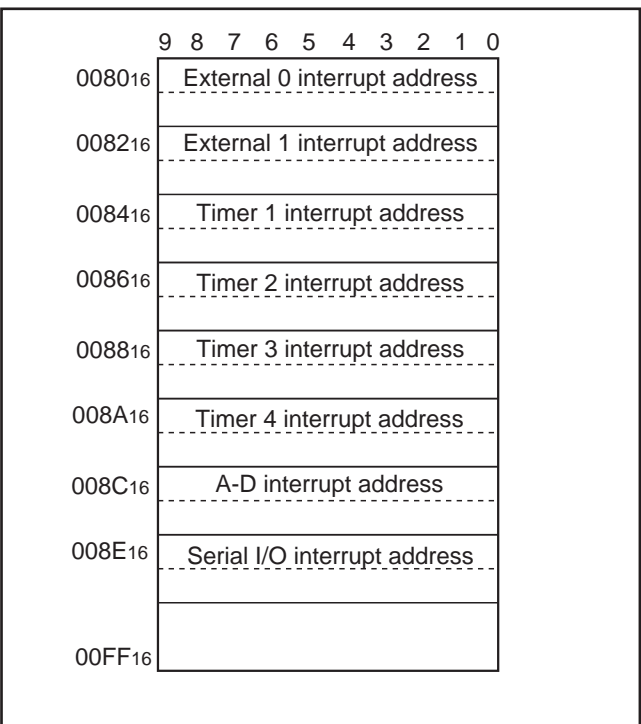 9 8 7 6 5 4 3 2 1 0
0080₁₆ External 0 interrupt address
0082₁₆ External 1 interrupt address
0084₁₆ Timer 1 interrupt address
0086₁₆ Timer 2 interrupt address
0088₁₆ Timer 3 interrupt address
008A₁₆ Timer 4 interrupt address
008C₁₆ A-D interrupt address
008E₁₆ Serial I/O interrupt address
00FF₁₆